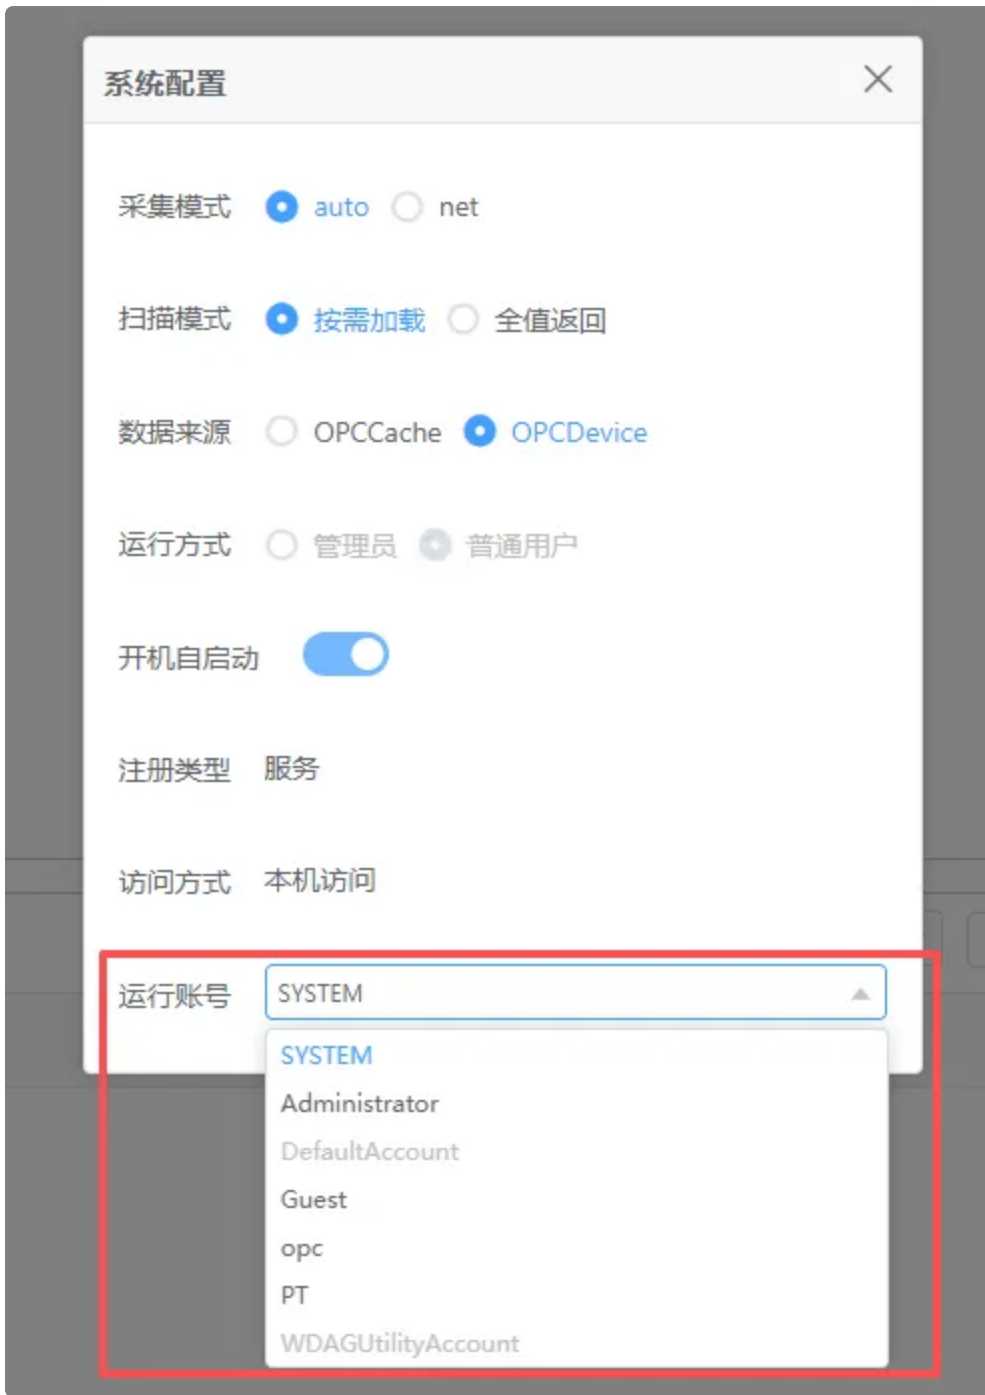 系统配置
采集模式 auto net
扫描模式 按需加载 全值返回
数据来源 OPCCache OPCDevice
运行方式 管理员 普通用户
开机自启动
注册类型 服务
访问方式 本机访问
运行账号 SYSTEM
SYSTEM
Administrator
DefaultAccount
Guest
opc
PT
WDAGUtilityAccount